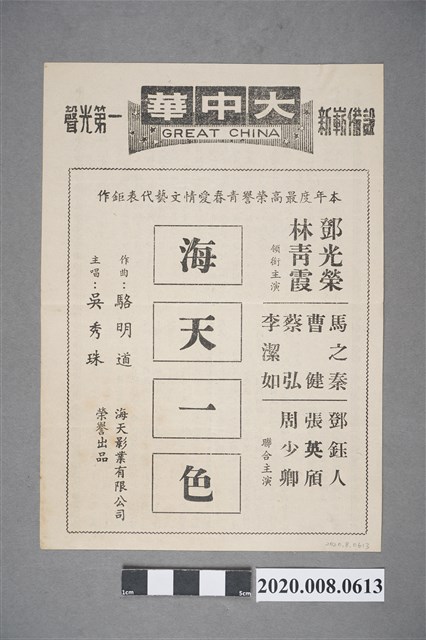 設備嶄新
大中華
GREAT CHINA
聲光第一
本年度最高榮譽青春愛情文藝代表鉅作
鄧光榮
林青霞
領銜主演
馬之秦
曹健
蔡弘
李潔如
鄧鈺人
張英頎
周少卿
聯合主演
海天一色
作曲：駱明道
主唱：吳秀珠
海天影業有限公司
榮譽出品
2020.8.0613
1cm
5cm
2020.008.0613